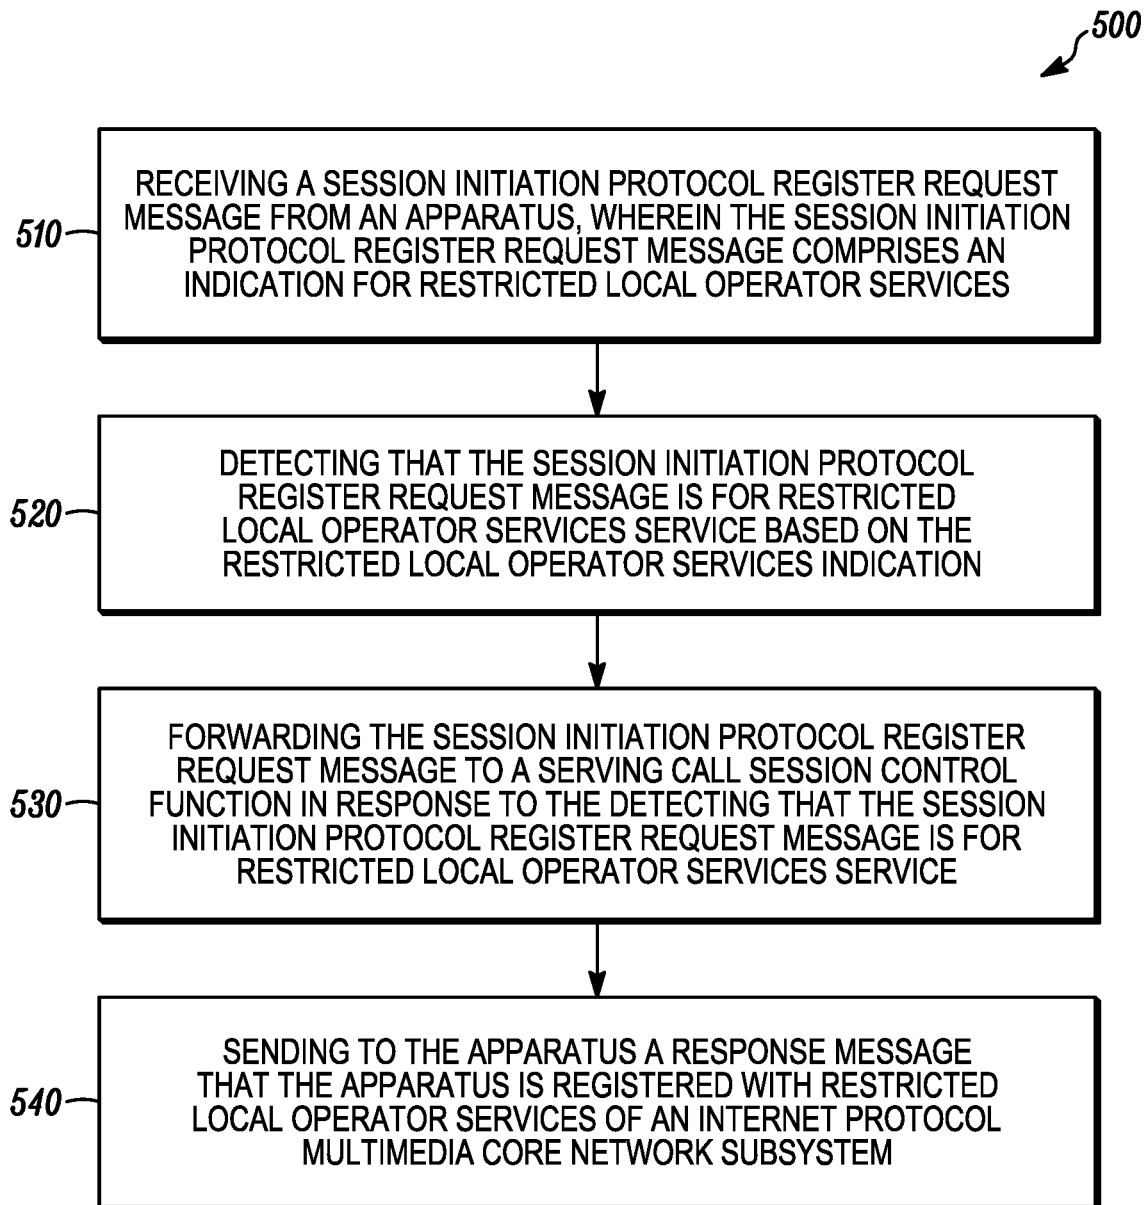 500
510
RECEIVING A SESSION INITIATION PROTOCOL REGISTER REQUEST
MESSAGE FROM AN APPARATUS, WHEREIN THE SESSION INITIATION
PROTOCOL REGISTER REQUEST MESSAGE COMPRISES AN
INDICATION FOR RESTRICTED LOCAL OPERATOR SERVICES
520
DETECTING THAT THE SESSION INITIATION PROTOCOL
REGISTER REQUEST MESSAGE IS FOR RESTRICTED
LOCAL OPERATOR SERVICES SERVICE BASED ON THE
RESTRICTED LOCAL OPERATOR SERVICES INDICATION
530
FORWARDING THE SESSION INITIATION PROTOCOL REGISTER
REQUEST MESSAGE TO A SERVING CALL SESSION CONTROL
FUNCTION IN RESPONSE TO THE DETECTING THAT THE SESSION
INITIATION PROTOCOL REGISTER REQUEST MESSAGE IS FOR
RESTRICTED LOCAL OPERATOR SERVICES SERVICE
540
SENDING TO THE APPARATUS A RESPONSE MESSAGE
THAT THE APPARATUS IS REGISTERED WITH RESTRICTED
LOCAL OPERATOR SERVICES OF AN INTERNET PROTOCOL
MULTIMEDIA CORE NETWORK SUBSYSTEM